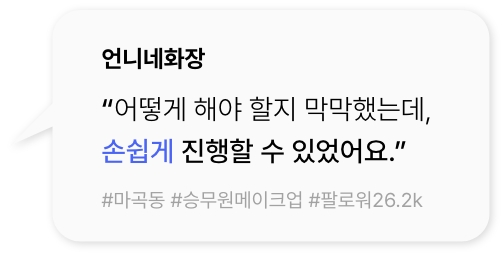 언니네화장
“어떻게 해야 할지 막막했는데,
손쉽게 진행할 수 있었어요.”
#마곡동 #승무원메이크업 #팔로워26.2k